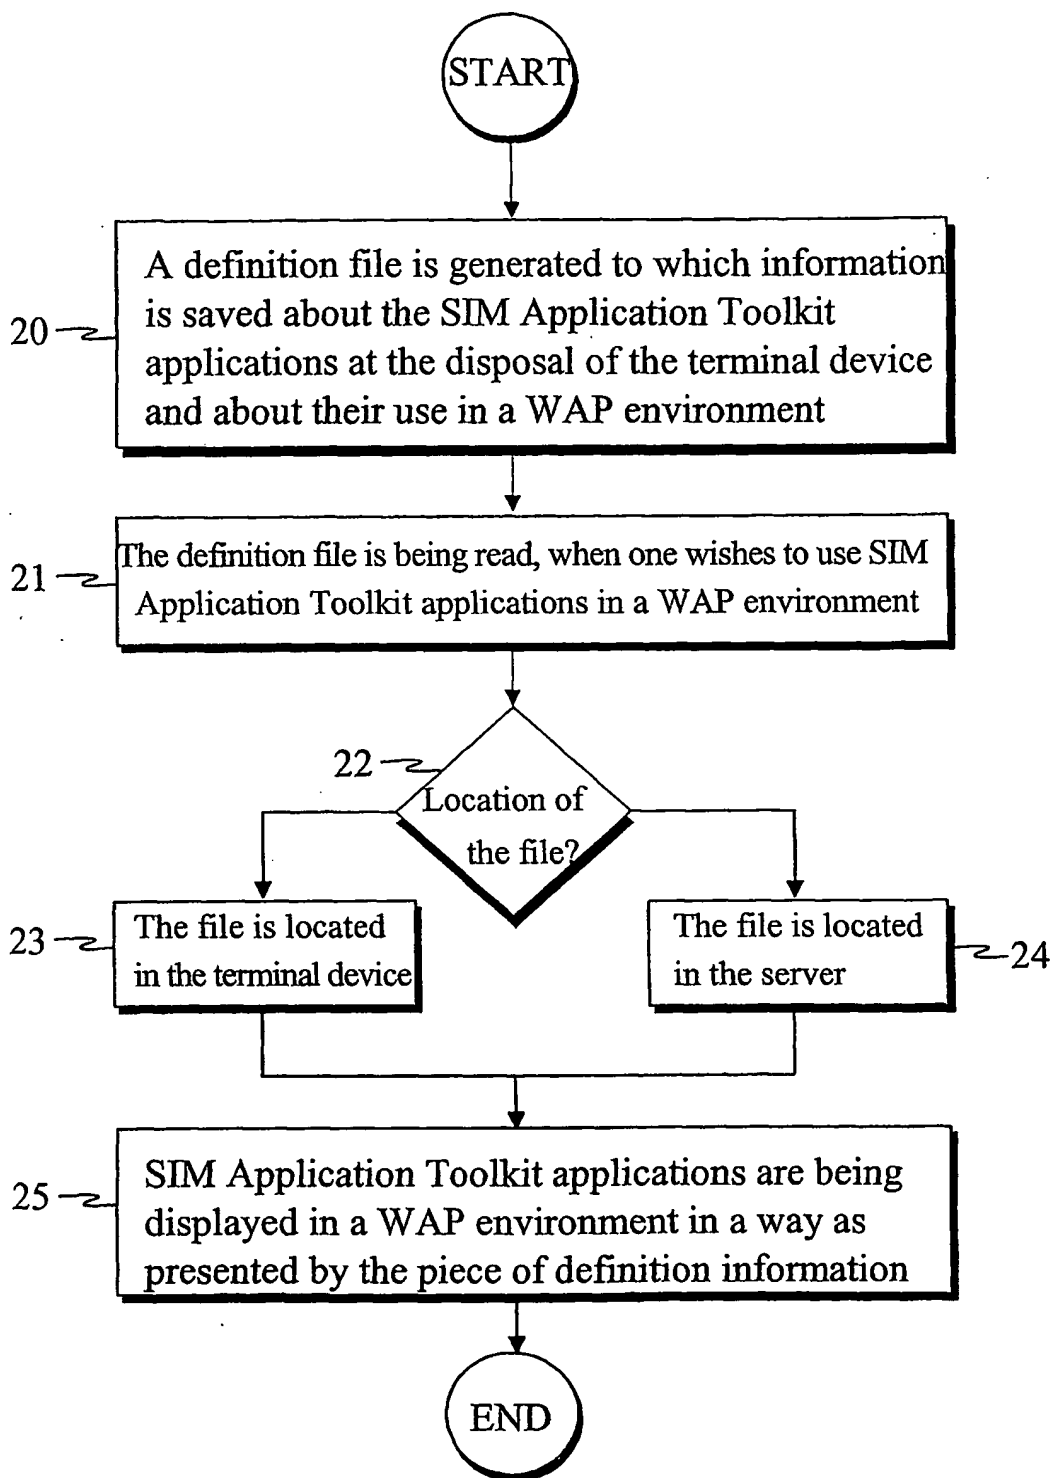 START
20
A definition file is generated to which information
is saved about the SIM Application Toolkit
applications at the disposal of the terminal device
and about their use in a WAP environment
21
The definition file is being read, when one wishes to use SIM
Application Toolkit applications in a WAP environment
22
Location of
the file?
23
The file is located
in the terminal device
The file is located
in the server
24
25
SIM Application Toolkit applications are being
displayed in a WAP environment in a way as
presented by the piece of definition information
END